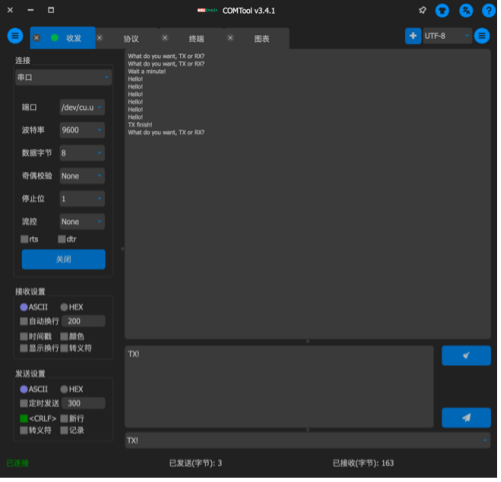 COMTool v3.4.1
收发
协议
终端
图表
UTF-8
连接
串口
端口 /dev/cu.u
波特率 9600
数据字节 8
奇偶校验 None
停止位 1
流控 None
rts dtr
关闭
接收设置
ASCII HEX
自动换行 200
时间戳 颜色
显示换行 转义符
发送设置
ASCII HEX
定时发送 300
<CRLF> 新行
转义符 记录
What do you want, TX or RX?
What do you want, TX or RX?
Wait a minute!
Hello!
Hello!
Hello!
Hello!
Hello!
Hello!
TX finish!
What do you want, TX or RX?
TX!
TX!
已连接
已发送(字节): 3
已接收(字节): 163